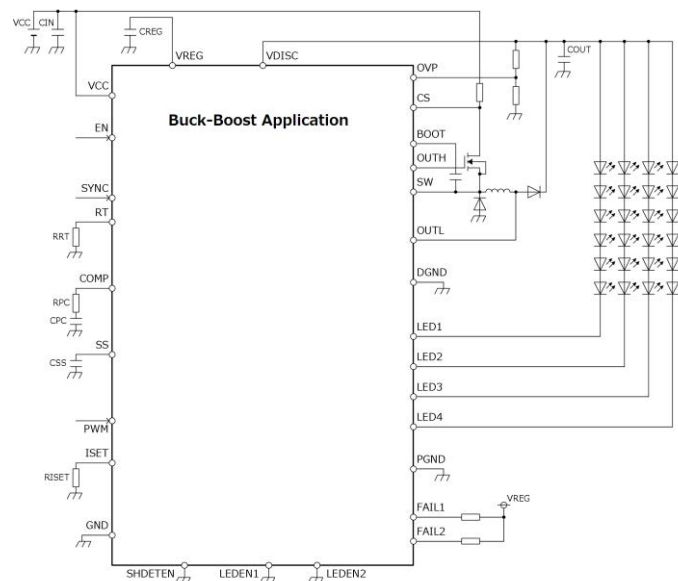 VCC CIN
CREG
VREG
VDISC
COUT
OVP
VCC
CS
Buck-Boost Application
EN
BOOT
OUTH
SYNC
SW
RT
RRT
OUTL
COMP
DGND
RPC
CPC
LED1
SS
CSS
LED2
LED3
PWM
LED4
ISET
RISET
PGND
VREG
FAIL1
GND
FAIL2
SHDETEN
LEDEN1
LEDEN2